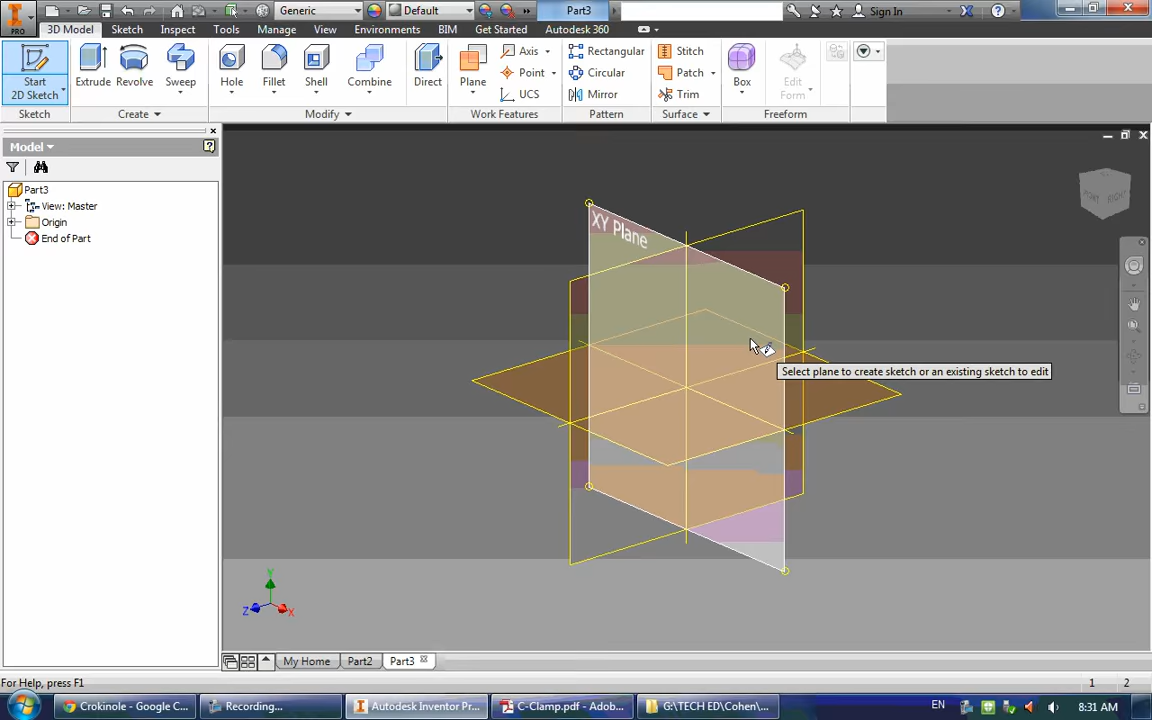 Generic
Default
Part3
Sign In
PRO
3D Model
Sketch
Inspect
Tools
Manage
View
Environments
BIM
Get Started
Autodesk 360
Start
2D Sketch
Extrude
Revolve
Sweep
Hole
Fillet
Shell
Combine
Direct
Plane
Axis
Point
UCS
Rectangular
Circular
Mirror
Stitch
Patch
Trim
Box
Edit
Form
Sketch
Create
Modify
Work Features
Pattern
Surface
Freeform
Model
Part3
View: Master
Origin
End of Part
XY Plane
RIGHT
Select plane to create sketch or an existing sketch to edit
Y
Z
X
My Home
Part2
Part3
For Help, press F1
1
2
Crokinole - Google C...
Recording...
Autodesk Inventor Pr...
C-Clamp.pdf - Adob...
G:\TECH ED\Cohen\...
EN
8:31 AM